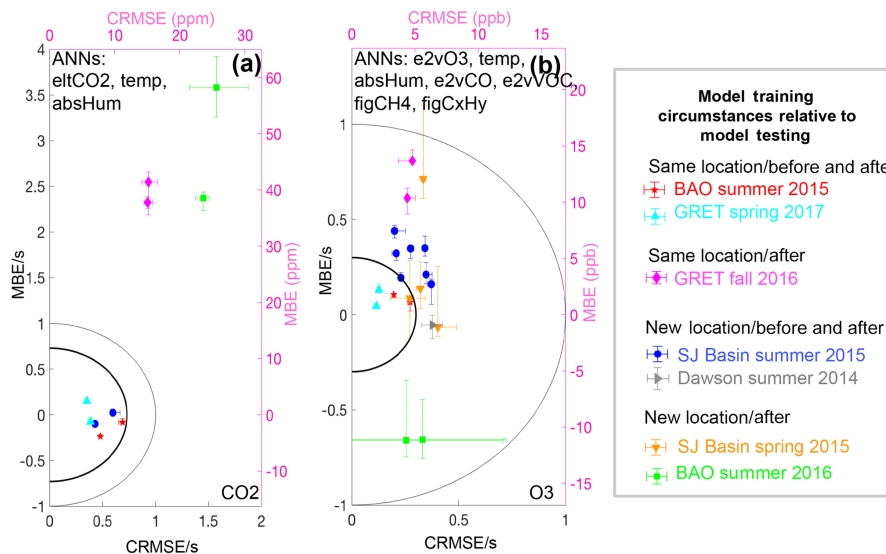 CRMSE (ppm)
0 10 20 30
ANNs:
eltCO2, temp,
absHum
(a)
4
3.5
3
2.5
2
1.5
1
0.5
0
-0.5
-1
MBE/s
60
50
40
30
20
10
0
-10
MBE (ppm)
CO2
0 0.5 1 1.5 2
CRMSE/s
CRMSE (ppb)
0 5 10 15
ANNs: e2vO3, temp,
absHum, e2vCO, e2vVOC,
figCH4, figCxHy
(b)
1
0.5
0
-0.5
-1
MBE/s
20
15
10
5
0
-5
-10
-15
MBE (ppb)
O3
0 0.5 1
CRMSE/s
Model training
circumstances relative to
model testing
Same location/before and after
BAO summer 2015
GRET spring 2017
Same location/after
GRET fall 2016
New location/before and after
SJ Basin summer 2015
Dawson summer 2014
New location/after
SJ Basin spring 2015
BAO summer 2016